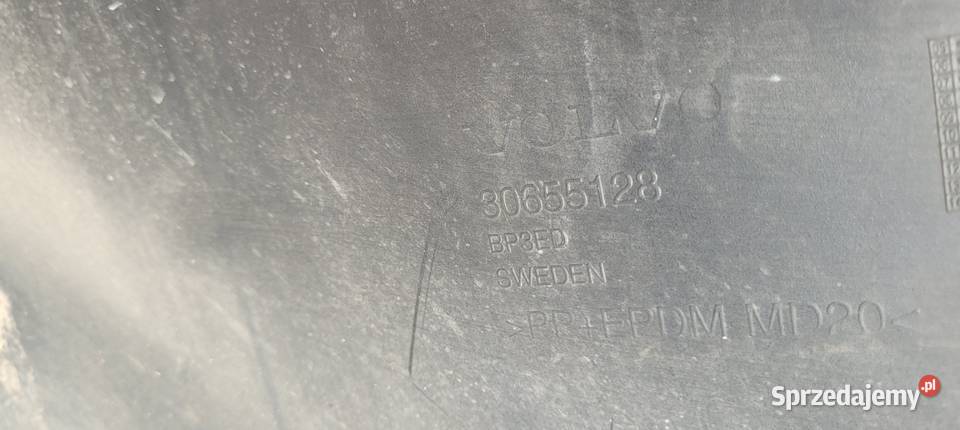 VOLVO
30655128
BP3ED
SWEDEN
>PP+EPDM MD20<
Sprzedajemy.pl